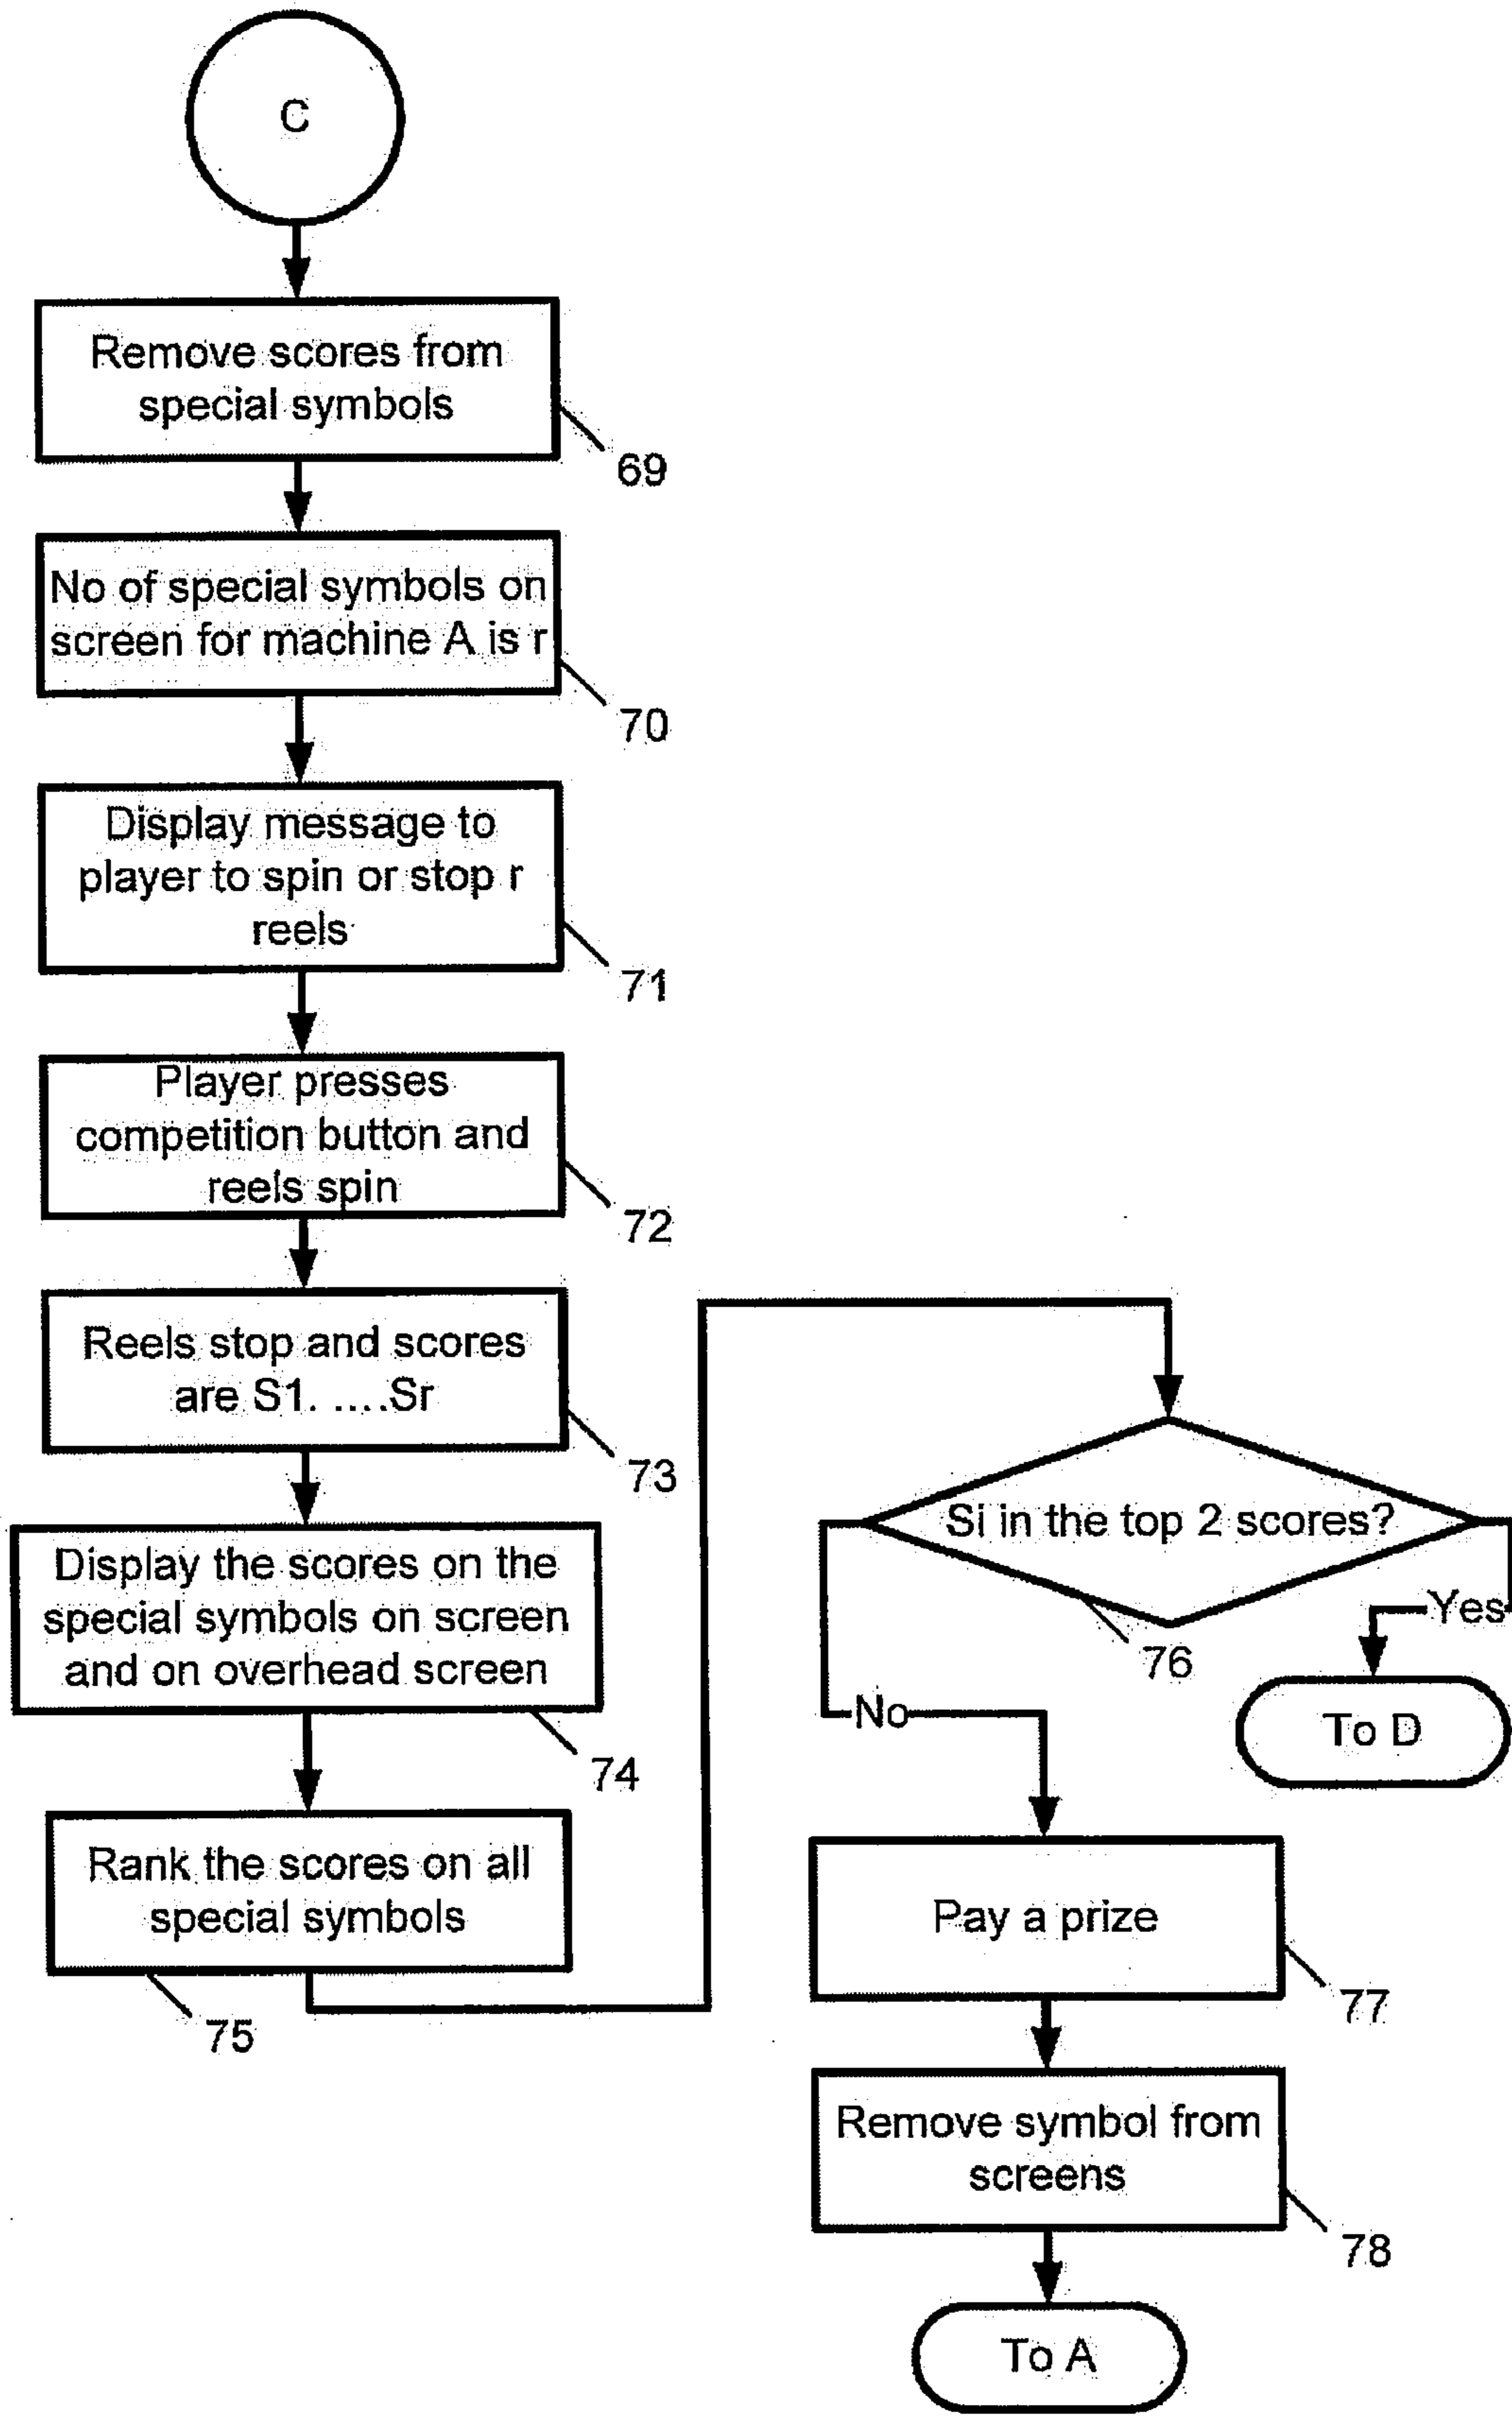 C
Remove scores from
special symbols
69
No of special symbols on
screen for machine A is r
70
Display message to
player to spin or stop r
reels
71
Player presses
competition button and
reels spin
72
Reels stop and scores
are S1. ....Sr
73
Display the scores on the
special symbols on screen
and on overhead screen
74
Rank the scores on all
special symbols
75
Si in the top 2 scores?
76
Yes
To D
No
Pay a prize
77
Remove symbol from
screens
78
To A